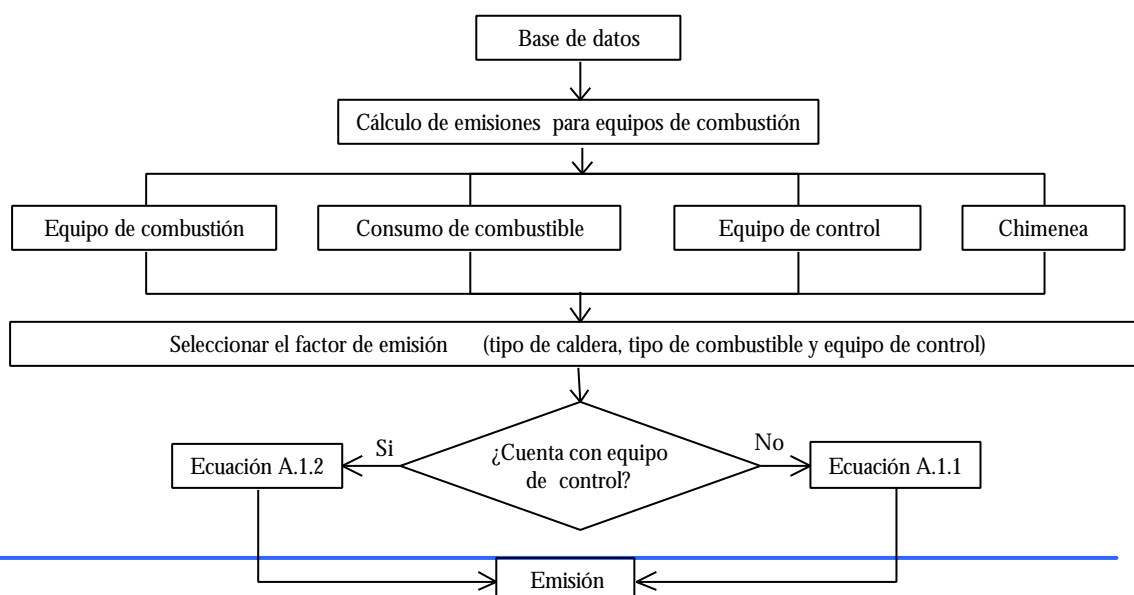 Base de datos
Cálculo de emisiones para equipos de combustión
Equipo de combustión
Consumo de combustible
Equipo de control
Chimenea
Seleccionar el factor de emisión (tipo de caldera, tipo de combustible y equipo de control)
Si
¿Cuenta con equipo
de control?
No
Ecuación A.1.2
Ecuación A.1.1
Emisión